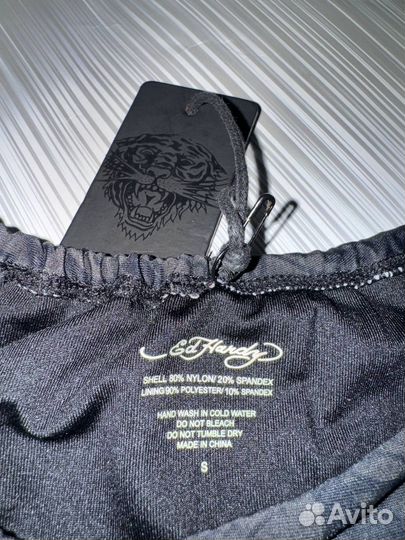 Ed Hardy
SHELL 80% NYLON/ 20% SPANDEX
LINING 90% POLYESTER/ 10% SPANDEX
HAND WASH IN COLD WATER
DO NOT BLEACH
DO NOT TUMBLE DRY
MADE IN CHINA
S
Avito